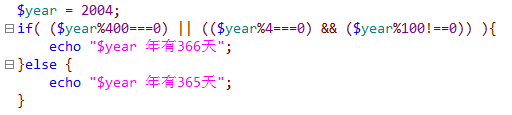 $year = 2004;
if( ($year%400===0) || (($year%4===0) && ($year%100!==0)) ){
    echo "$year 年有366天";
}else {
    echo "$year 年有365天";
}